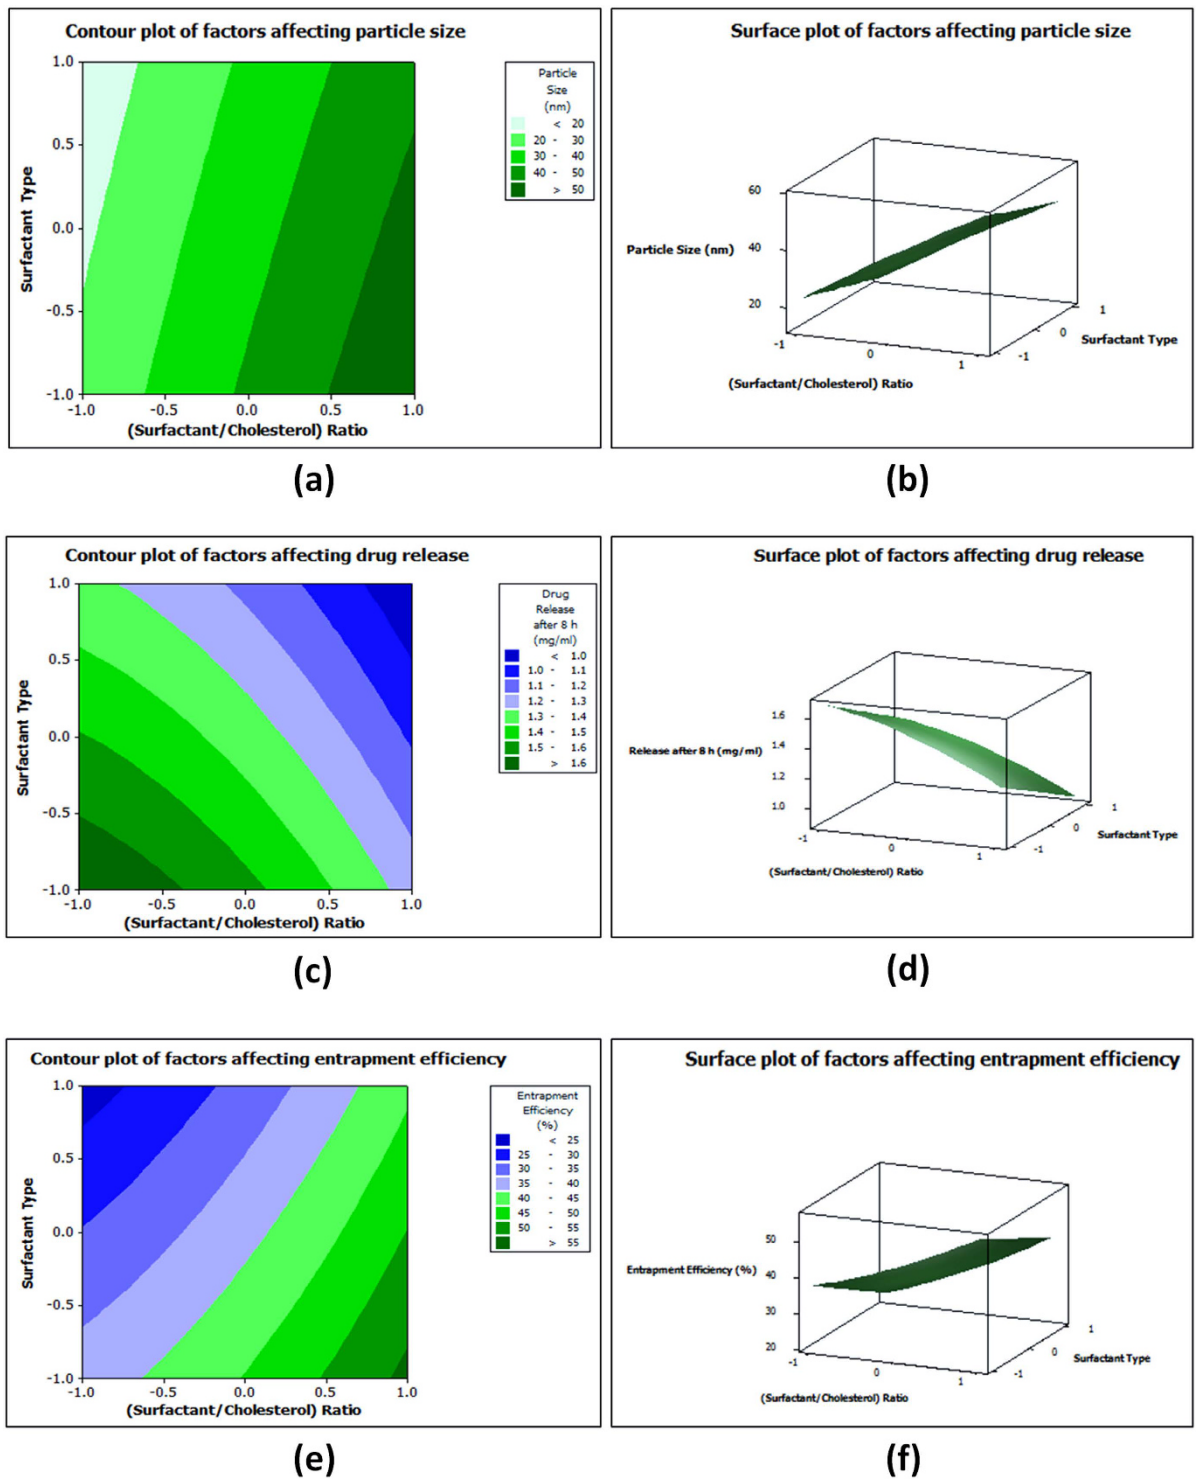 Contour plot of factors affecting particle size
1.0
0.5
0.0
-0.5
-1.0
Surfactant Type
-1.0 -0.5 0.0 0.5 1.0
(Surfactant/Cholesterol) Ratio
Particle
Size
(nm)
< 20
20 - 30
30 - 40
40 - 50
> 50
(a)
Surface plot of factors affecting particle size
60
40
20
Particle Size (nm)
-1 0 1
(Surfactant/Cholesterol) Ratio
-1 0 1
Surfactant Type
(b)
Contour plot of factors affecting drug release
1.0
0.5
0.0
-0.5
-1.0
Surfactant Type
-1.0 -0.5 0.0 0.5 1.0
(Surfactant/Cholesterol) Ratio
Drug
Release
after 8 h
(mg/ml)
< 1.0
1.0 - 1.1
1.1 - 1.2
1.2 - 1.3
1.3 - 1.4
1.4 - 1.5
1.5 - 1.6
> 1.6
(c)
Surface plot of factors affecting drug release
1.6
1.4
1.2
1.0
Release after 8 h (mg/ml)
-1 0 1
(Surfactant/Cholesterol) Ratio
-1 0 1
Surfactant Type
(d)
Contour plot of factors affecting entrapment efficiency
1.0
0.5
0.0
-0.5
-1.0
Surfactant Type
-1.0 -0.5 0.0 0.5 1.0
(Surfactant/Cholesterol) Ratio
Entrapment
Efficiency
(%)
< 25
25 - 30
30 - 35
35 - 40
40 - 45
45 - 50
50 - 55
> 55
(e)
Surface plot of factors affecting entrapment efficiency
50
40
30
20
Entrapment Efficiency (%)
-1 0 1
(Surfactant/Cholesterol) Ratio
-1 0 1
Surfactant Type
(f)